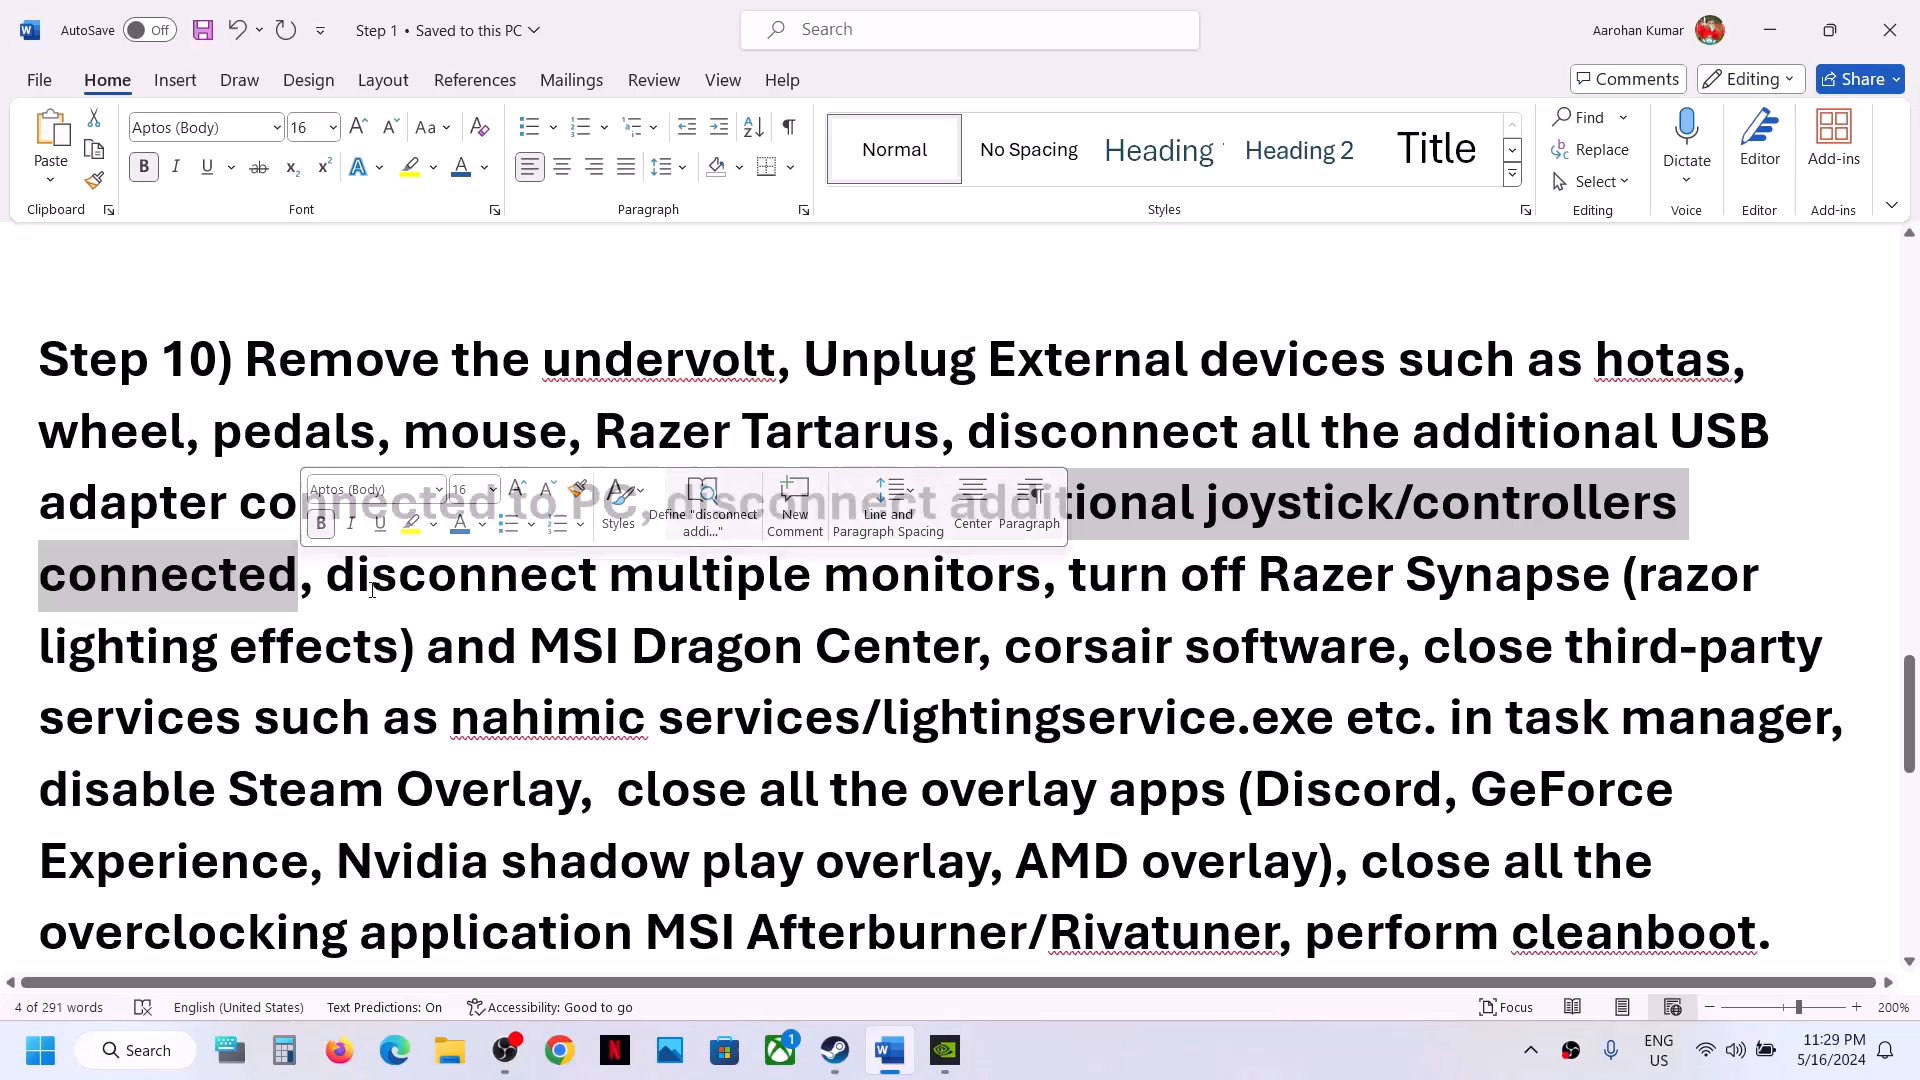 AutoSave Off Step 1 • Saved to this PC Search Aarohan Kumar
File Home Insert Draw Design Layout References Mailings Review View Help Comments Editing Share
Paste Aptos (Body) 16 Aa Normal No Spacing Heading Heading 2 Title Find Replace Select Dictate Editor Add-ins
Clipboard Font Paragraph Styles Editing Voice Editor Add-ins
Step 10) Remove the undervolt, Unplug External devices such as hotas,
wheel, pedals, mouse, Razer Tartarus, disconnect all the additional USB
adapter connected to PC, disconnect additional joystick/controllers
Aptos (Body) 16 Styles Define "disconnect addi..." New Comment Line and Paragraph Spacing Center Paragraph
connected, disconnect multiple monitors, turn off Razer Synapse (razor
lighting effects) and MSI Dragon Center, corsair software, close third-party
services such as nahimic services/lightingservice.exe etc. in task manager,
disable Steam Overlay,  close all the overlay apps (Discord, GeForce
Experience, Nvidia shadow play overlay, AMD overlay), close all the
overclocking application MSI Afterburner/Rivatuner, perform cleanboot.
4 of 291 words English (United States) Text Predictions: On Accessibility: Good to go Focus 200%
Search 1 ENG US 11:29 PM 5/16/2024